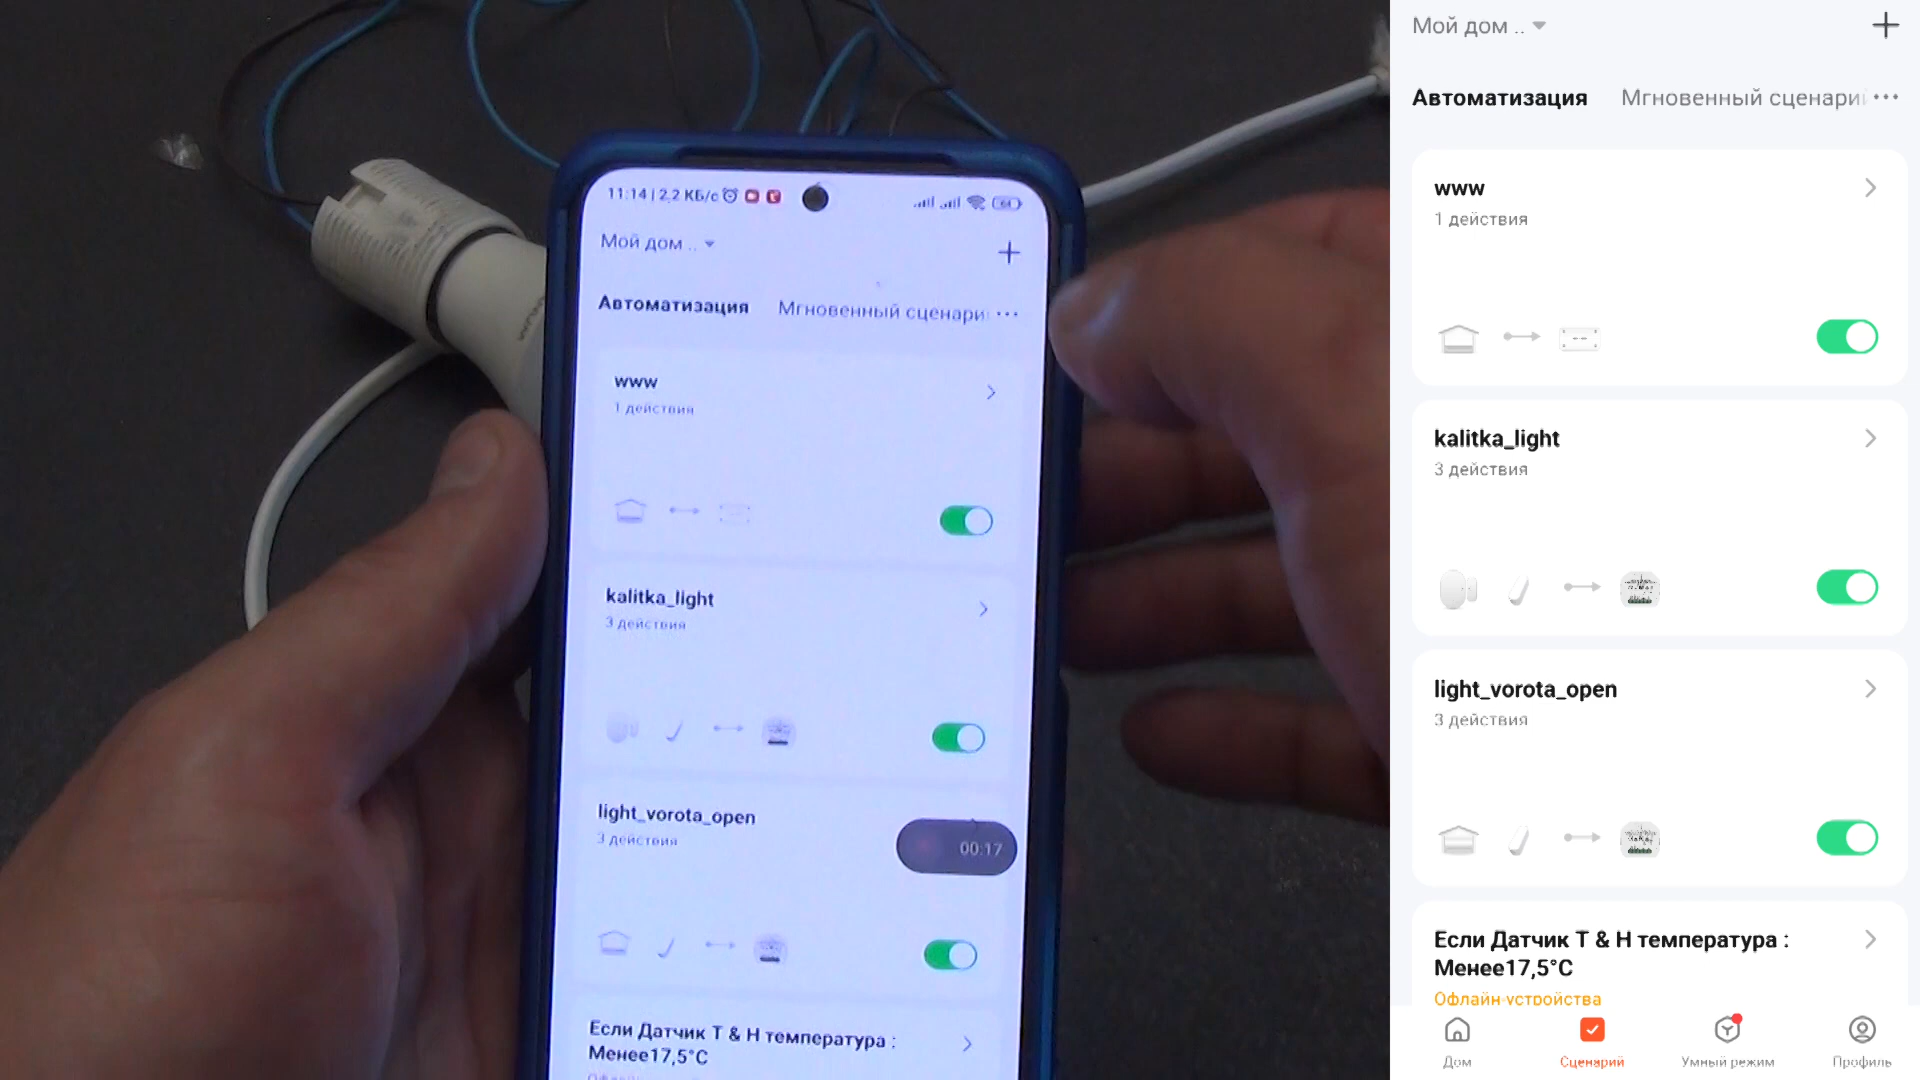 11:14 | 2,2 КБ/с
64
Мой дом ..
Автоматизация Мгновенный сценари ...
www
1 действия
kalitka_light
3 действия
light_vorota_open
3 действия
00:17
Если Датчик T & H температура :
Менее17,5°C
Мой дом ..
Автоматизация Мгновенный сценари ...
www
1 действия
kalitka_light
3 действия
light_vorota_open
3 действия
Если Датчик T & H температура :
Менее17,5°C
Офлайн-устройства
Дом Сценарий Умный режим Профиль